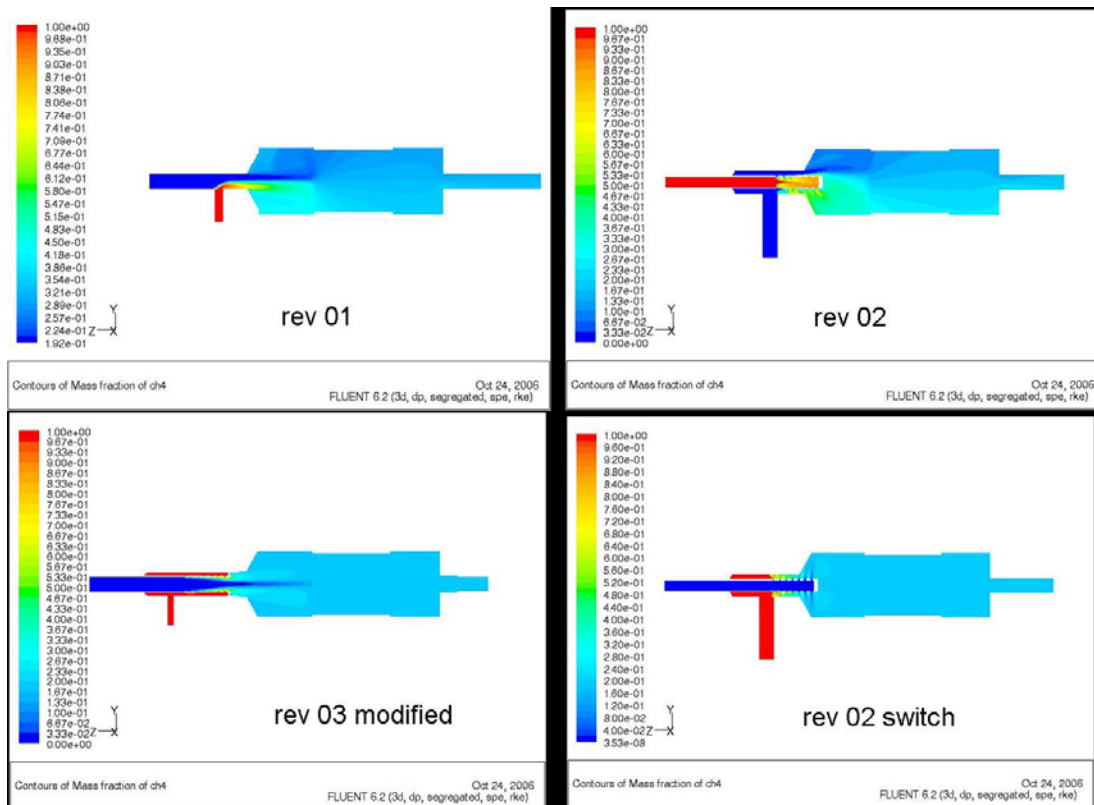 1.00e+00
9.68e-01
9.35e-01
8.71e-01
8.38e-01
8.06e-01
7.74e-01
7.41e-01
7.09e-01
6.77e-01
6.44e-01
6.12e-01
5.80e-01
5.47e-01
5.15e-01
4.83e-01
4.50e-01
4.18e-01
3.86e-01
3.54e-01
3.21e-01
2.89e-01
2.57e-01
2.24e-01
1.92e-01
Y
Z X
rev 01
Contours of Mass fraction of ch4
Oct 24, 2006
FLUENT 6.2 (3d, dp, segregated, spe, rke)
1.00e+00
9.67e-01
9.33e-01
9.00e-01
8.67e-01
8.33e-01
8.00e-01
7.67e-01
7.33e-01
7.00e-01
6.33e-01
6.00e-01
5.67e-01
5.33e-01
5.00e-01
4.67e-01
4.33e-01
4.00e-01
3.67e-01
3.33e-01
3.00e-01
2.67e-01
2.33e-01
2.00e-01
1.67e-01
1.33e-01
1.00e-01
6.67e-02
3.33e-02
0.00e+00
Y
Z X
rev 02
Contours of Mass fraction of ch4
Oct 24, 2006
FLUENT 6.2 (3d, dp, segregated, spe, rke)
1.00e+00
9.67e-01
9.33e-01
9.00e-01
8.67e-01
8.33e-01
8.00e-01
7.67e-01
7.33e-01
7.00e-01
6.67e-01
6.33e-01
6.00e-01
5.67e-01
5.33e-01
5.00e-01
4.67e-01
4.33e-01
4.00e-01
3.67e-01
3.33e-01
3.00e-01
2.67e-01
2.33e-01
2.00e-01
1.67e-01
1.33e-01
1.00e-01
6.67e-02
3.33e-02
0.00e+00
Y
Z X
rev 03 modified
Contours of Mass fraction of ch4
Oct 24, 2006
FLUENT 6.2 (3d, dp, segregated, spe, rke)
1.00e+00
9.60e-01
9.20e-01
8.80e-01
8.40e-01
8.00e-01
7.60e-01
7.20e-01
6.80e-01
6.40e-01
6.00e-01
5.60e-01
5.20e-01
4.80e-01
4.40e-01
4.00e-01
3.60e-01
3.20e-01
2.80e-01
2.40e-01
2.00e-01
1.60e-01
1.20e-01
8.00e-02
4.00e-02
3.53e-08
Y
Z X
rev 02 switch
Contours of Mass fraction of ch4
Oct 24, 2006
FLUENT 6.2 (3d, dp, segregated, spe, rke)